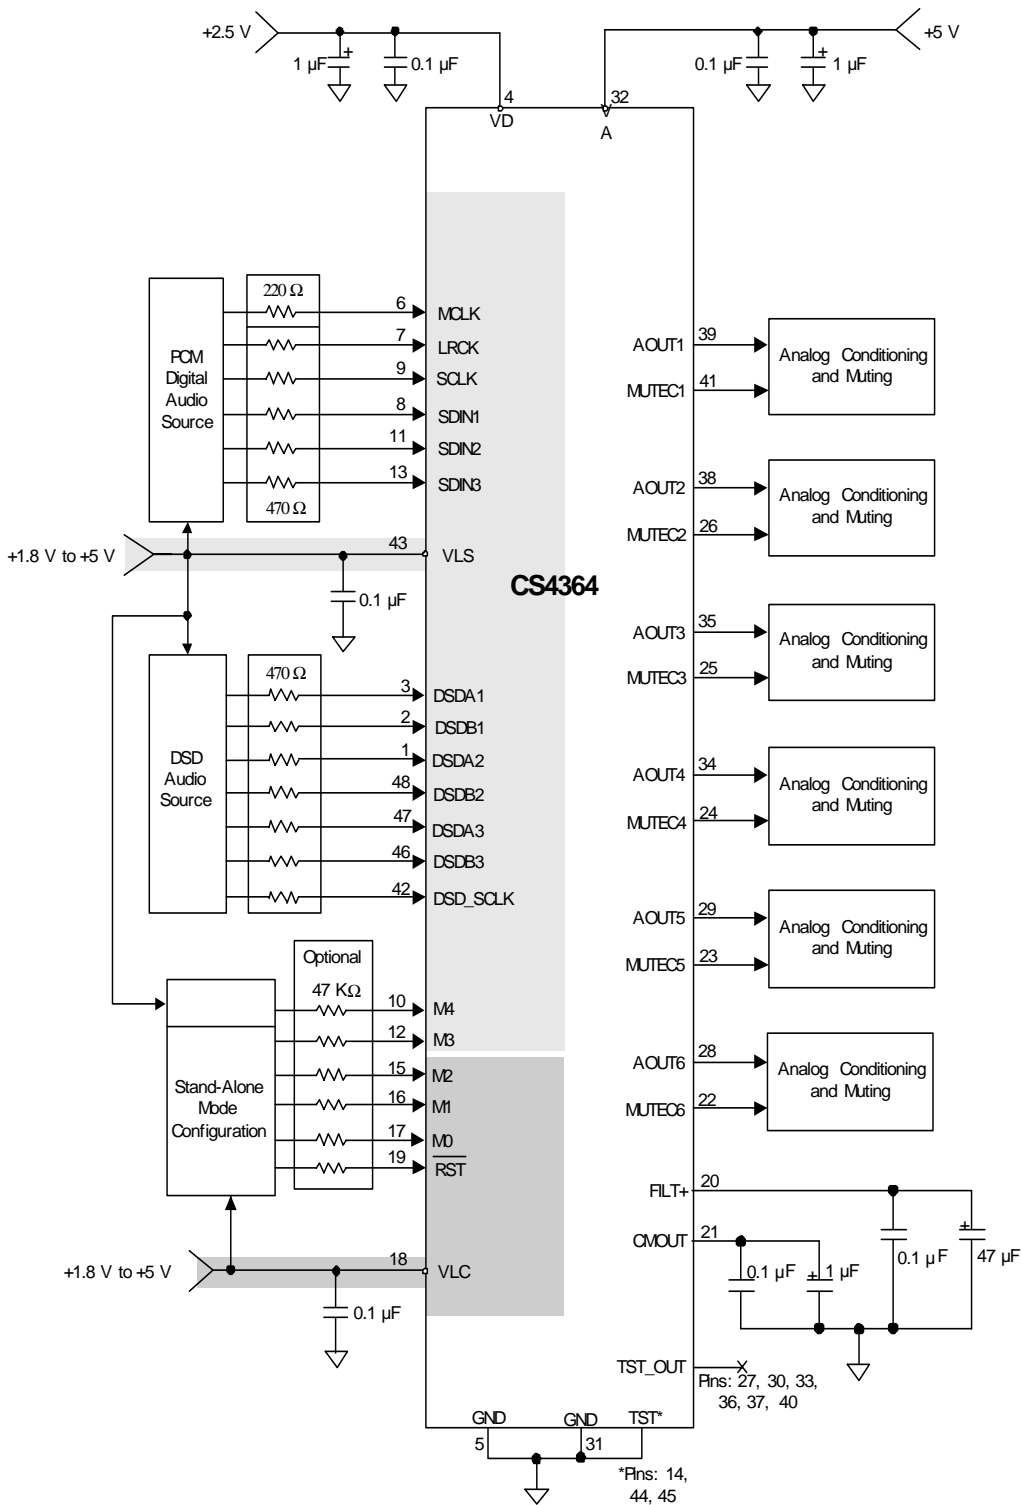 +2.5 V
+5 V
1 µF
+
0.1 µF
0.1 µF
+
1 µF
4
32
VD
V
A
220 Ω
6
MCLK
7
LRCK
PCM
Digital
Audio
Source
9
SCLK
8
SDIN1
11
SDIN2
13
SDIN3
470 Ω
+1.8 V to +5 V
43
VLS
0.1 µF
CS4364
470 Ω
3
DSDA1
2
DSDB1
DSD
Audio
Source
1
DSDA2
48
DSDB2
47
DSDA3
46
DSDB3
42
DSD_SCLK
Optional
47 KΩ
10
M4
12
M3
Stand-Alone
Mode
Configuration
15
M2
16
M1
17
M0
19
RST
+1.8 V to +5 V
18
VLC
0.1 µF
AOUT1
39
MUTEC1
41
Analog Conditioning
and Muting
AOUT2
38
MUTEC2
26
Analog Conditioning
and Muting
AOUT3
35
MUTEC3
25
Analog Conditioning
and Muting
AOUT4
34
MUTEC4
24
Analog Conditioning
and Muting
AOUT5
29
MUTEC5
23
Analog Conditioning
and Muting
AOUT6
28
MUTEC6
22
Analog Conditioning
and Muting
FILT+
20
CMOUT
21
0.1 µF
+
1 µF
0.1 µF
+
47 µF
TST_OUT
Pins: 27, 30, 33,
36, 37, 40
GND
GND
TST*
5
31
*Pins: 14,
44, 45